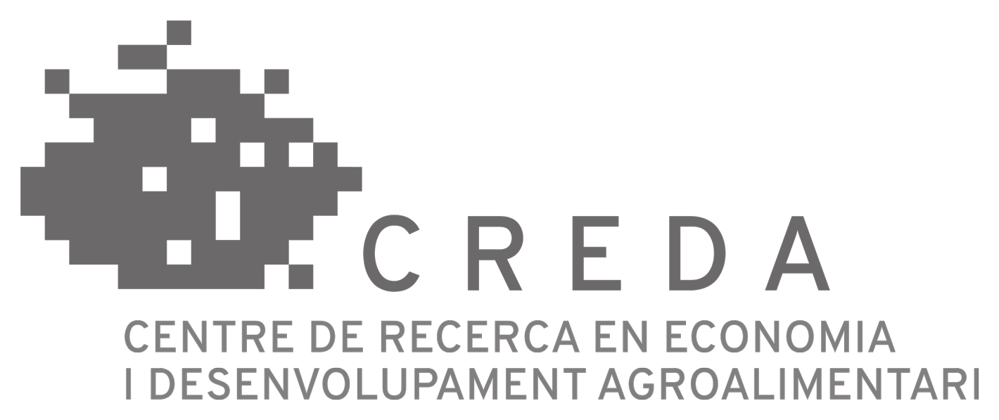 CREDA
CENTRE DE RECERCA EN ECONOMIA
I DESENVOLUPAMENT AGROALIMENTARI